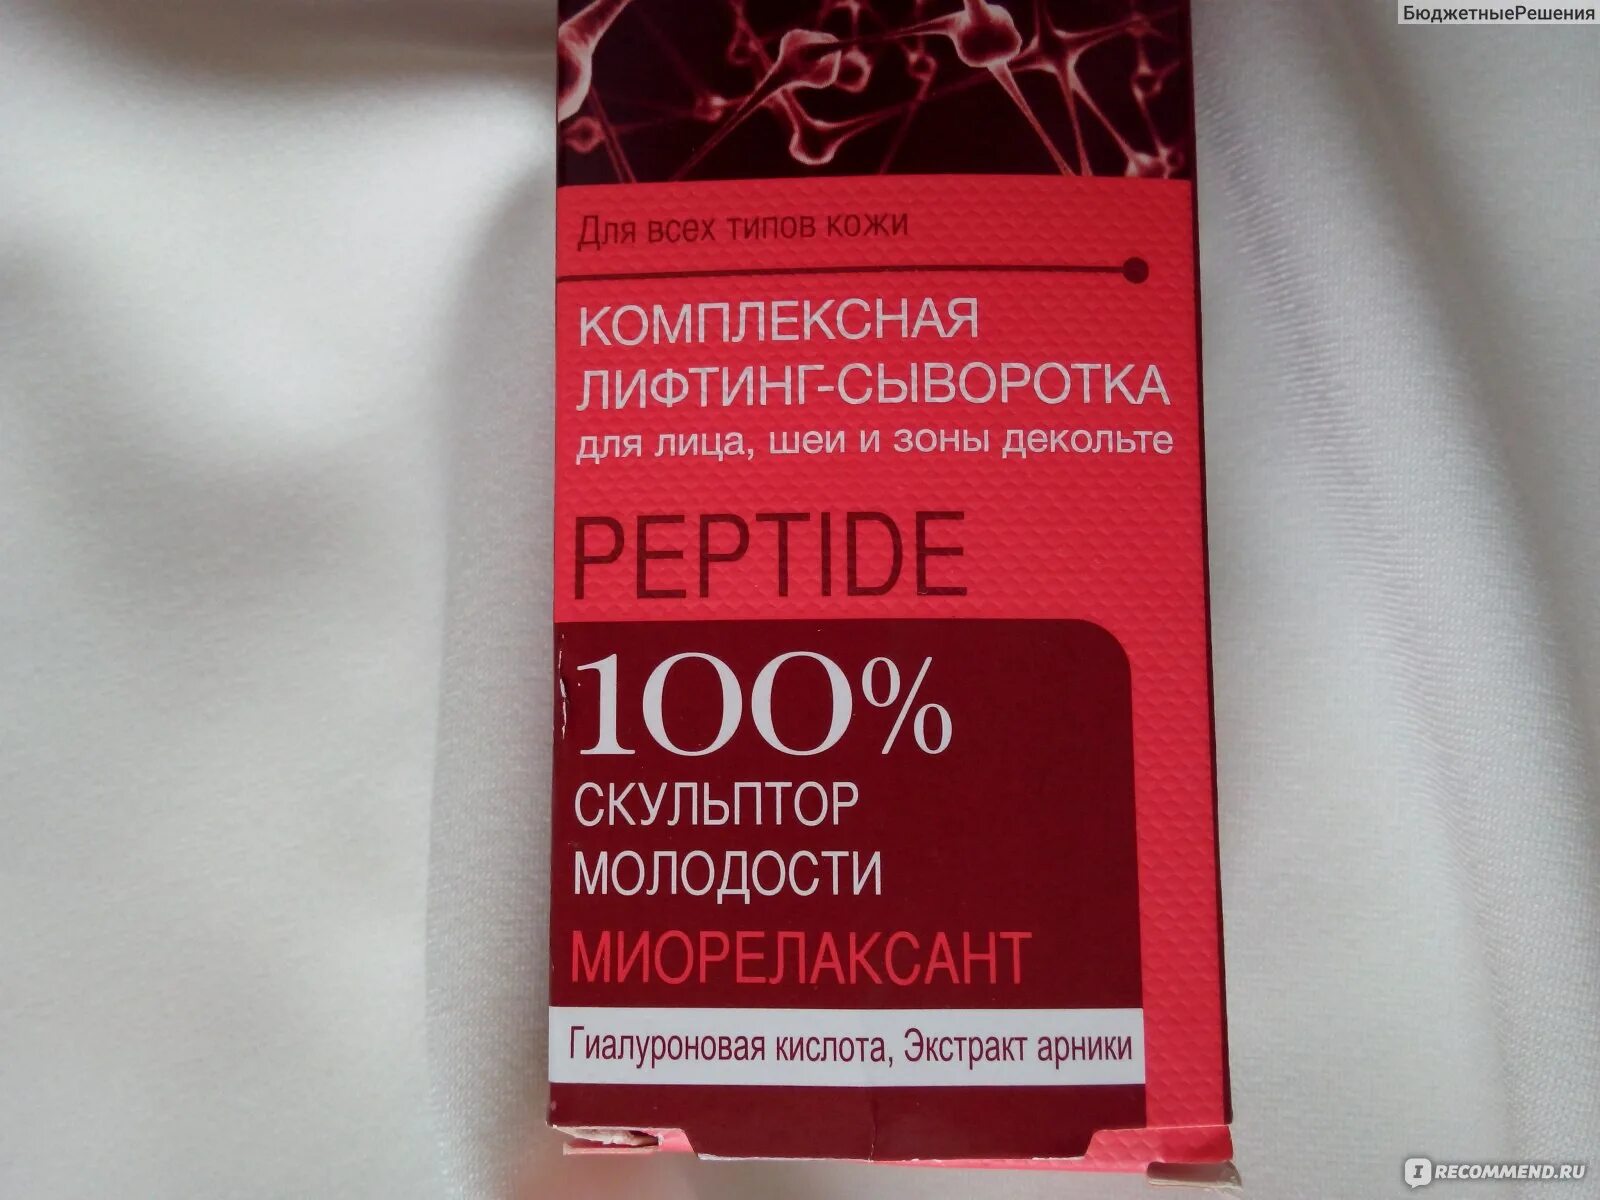 БюджетныеРешения
Для всех типов кожи
КОМПЛЕКСНАЯ
ЛИФТИНГ-СЫВОРОТКА
для лица, шеи и зоны декольте
PEPTIDE
100%
СКУЛЬПТОР
МОЛОДОСТИ
МИОРЕЛАКСАНТ
Гиалуроновая кислота, Экстракт арники
I RECOMMEND.RU